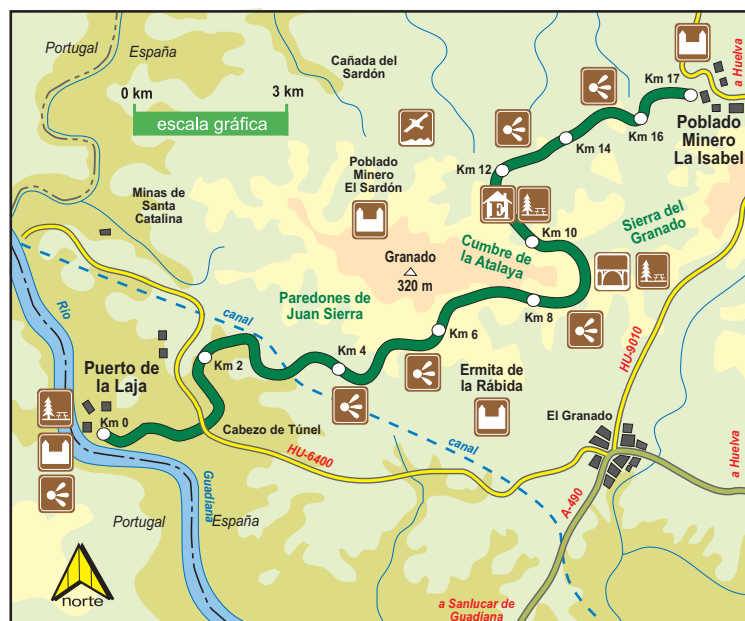 Portugal
España
Cañada del
Sardón
Km 17
a Huelva
0 km
3 km
escala gráfica
Km 14
Km 16
Poblado
Minero
La Isabel
Poblado
Minero
El Sardón
Km 12
Minas de
Santa
Catalina
E
Sierra del
Granado
Km 10
Cumbre de
la Atalaya
Granado
320 m
Paredones de
Juan Sierra
canal
Río
Km 8
Km 6
HU-9010
Puerto de
la Laja
Km 2
Km 4
Ermita de
la Rábida
El Granado
Km 0
Cabezo de Túnel
canal
HU-6400
a Huelva
Guadiana
A-490
Portugal
España
norte
a Sanlucar de
Guadiana